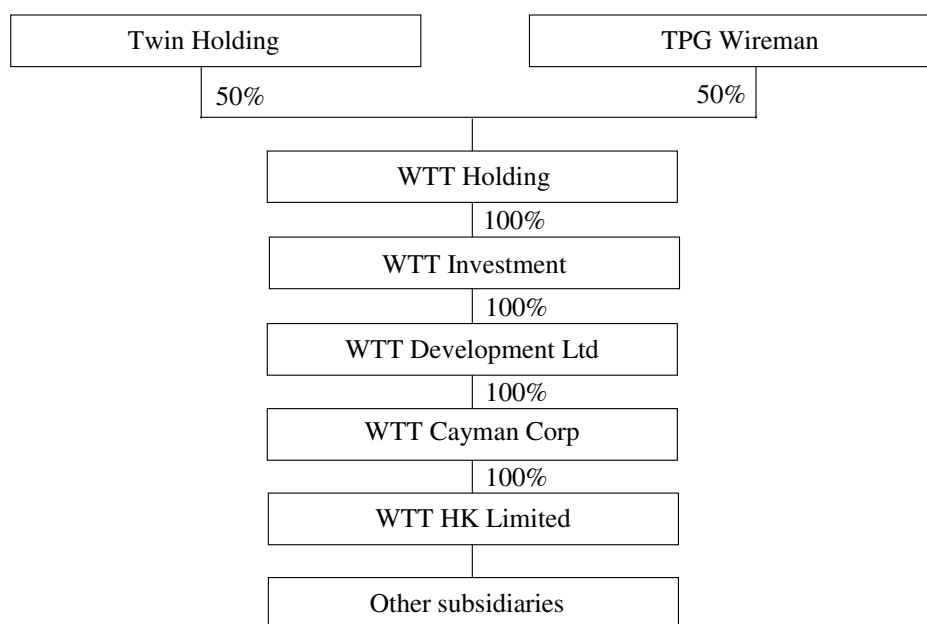 Twin Holding
TPG Wireman
50%
50%
WTT Holding
100%
WTT Investment
100%
WTT Development Ltd
100%
WTT Cayman Corp
100%
WTT HK Limited
Other subsidiaries